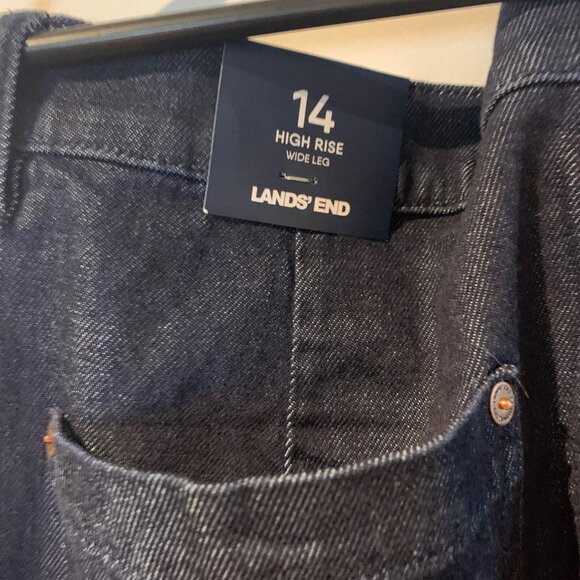 14
HIGH RISE
WIDE LEG
LANDS' END